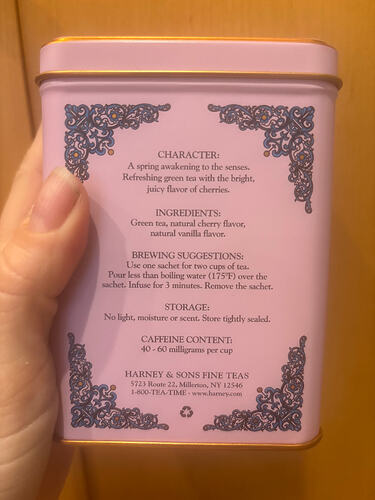 CHARACTER:
A spring awakening to the senses.
Refreshing green tea with the bright,
juicy flavor of cherries.
INGREDIENTS:
Green tea, natural cherry flavor,
natural vanilla flavor.
BREWING SUGGESTIONS:
Use one sachet for two cups of tea.
Pour less than boiling water (175°F) over the
sachet. Infuse for 3 minutes. Remove the sachet.
STORAGE:
No light, moisture or scent. Store tightly sealed.
CAFFEINE CONTENT:
40 - 60 milligrams per cup
HARNEY & SONS FINE TEAS
5723 Route 22, Millerton, NY 12546
1-800-TEA-TIME - www.harney.com